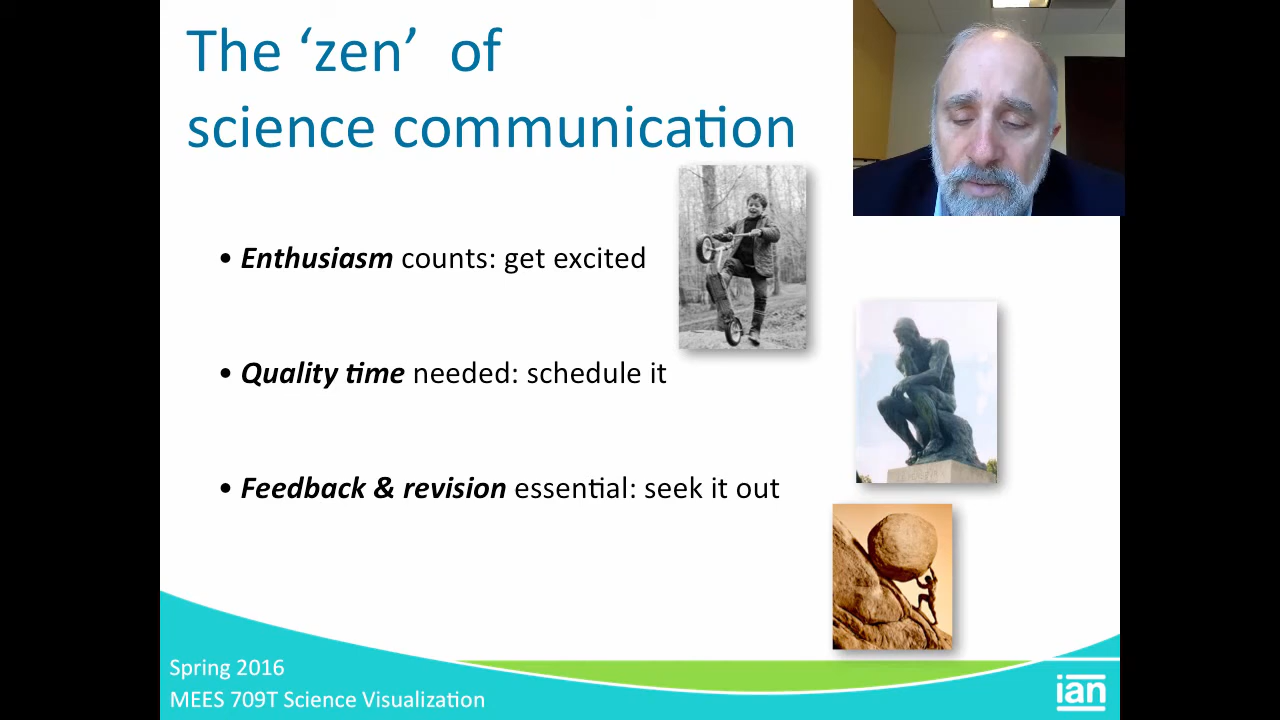 The ‘zen’ of
science communication
• Enthusiasm counts: get excited
• Quality time needed: schedule it
• Feedback & revision essential: seek it out
Spring 2016
MEES 709T Science Visualization
ian